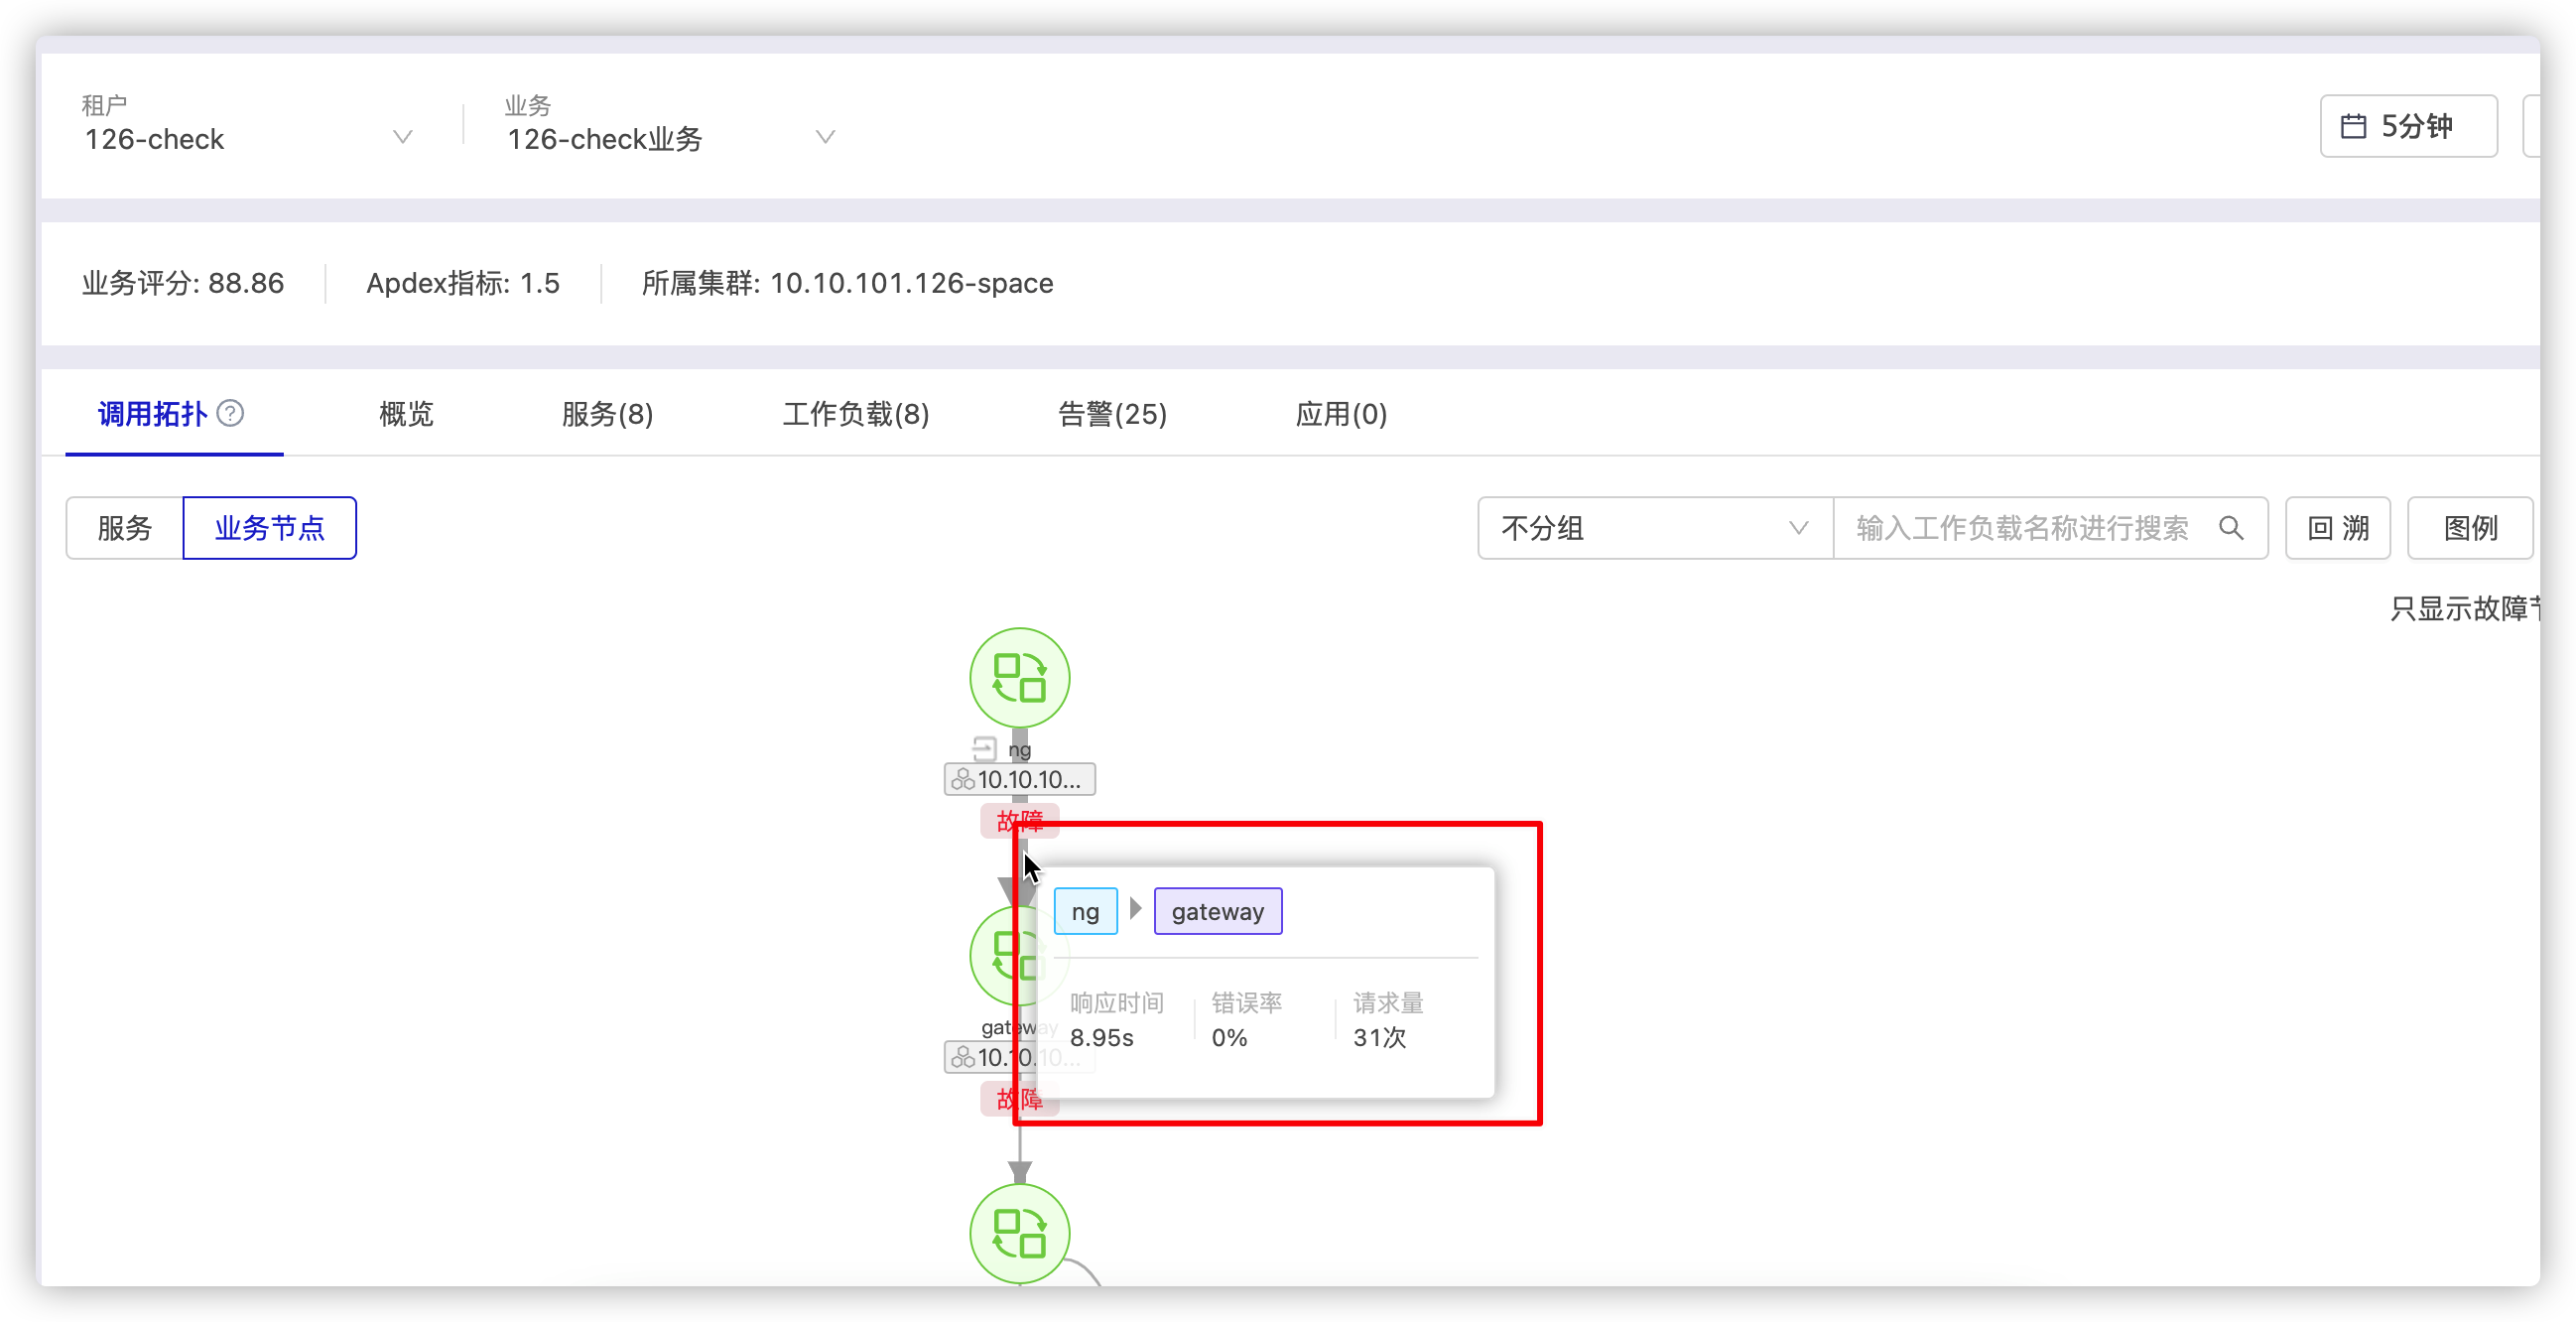 租户
126-check
业务
126-check业务
5分钟
业务评分: 88.86
Apdex指标: 1.5
所属集群: 10.10.101.126-space
调用拓扑
概览
服务(8)
工作负载(8)
告警(25)
应用(0)
服务
业务节点
不分组
输入工作负载名称进行搜索
回 溯
图例
只显示故障
ng
10.10.10...
故障
ng
gateway
响应时间
8.95s
错误率
0%
请求量
31次
gateway
10.10.10...
故障